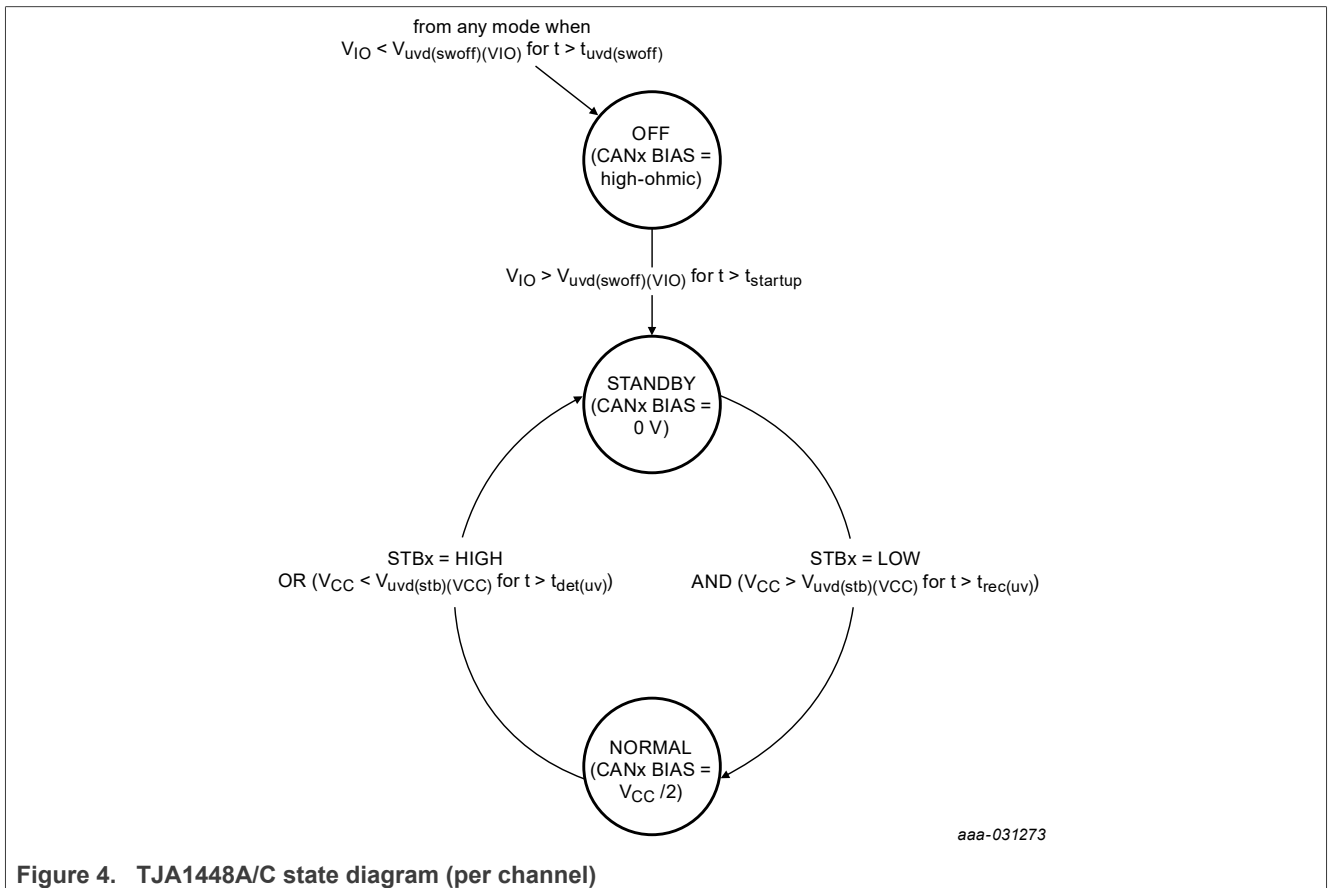 from any mode when
VIO < Vuvd(swoff)(VIO) for t > tuvd(swoff)
OFF
(CANx BIAS =
high-ohmic)
VIO > Vuvd(swoff)(VIO) for t > tstartup
STANDBY
(CANx BIAS =
0 V)
STBx = HIGH
OR (VCC < Vuvd(stb)(VCC) for t > tdet(uv))
STBx = LOW
AND (VCC > Vuvd(stb)(VCC) for t > trec(uv))
NORMAL
(CANx BIAS =
VCC /2)
aaa-031273
Figure 4. TJA1448A/C state diagram (per channel)